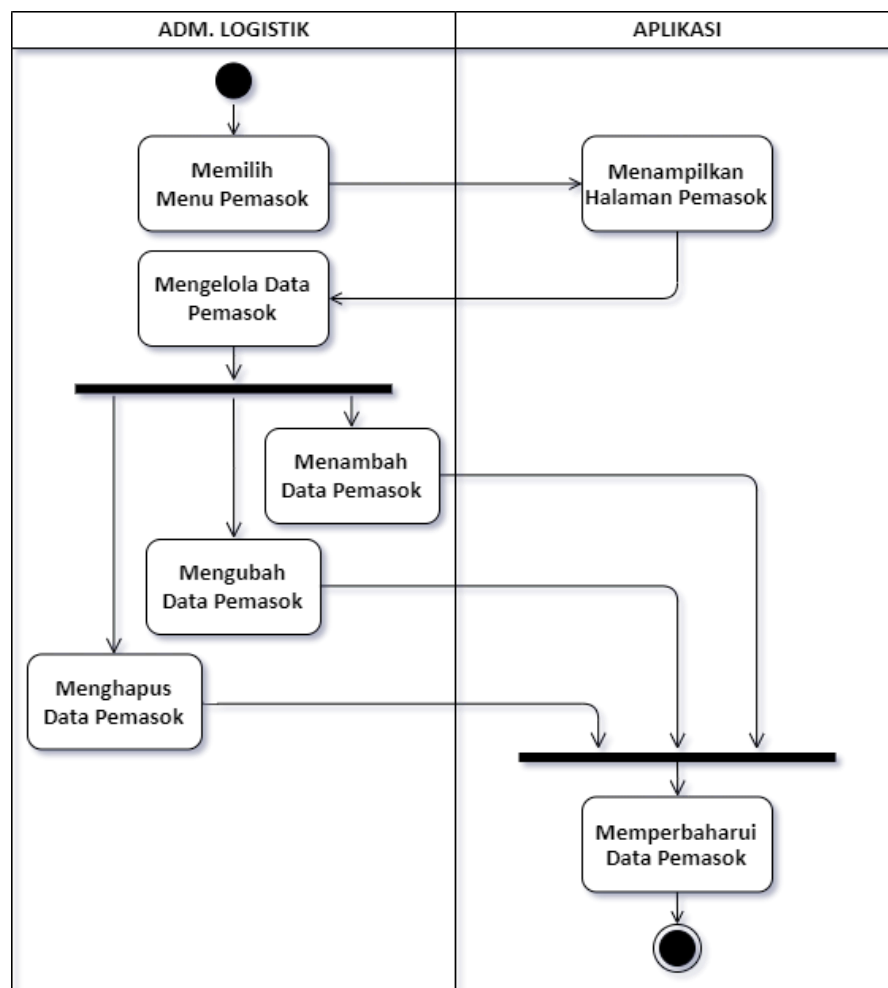 ADM. LOGISTIK
APLIKASI
Memilih
Menu Pemasok
Menampilkan
Halaman Pemasok
Mengelola Data
Pemasok
Menambah
Data Pemasok
Mengubah
Data Pemasok
Menghapus
Data Pemasok
Memperbaharui
Data Pemasok